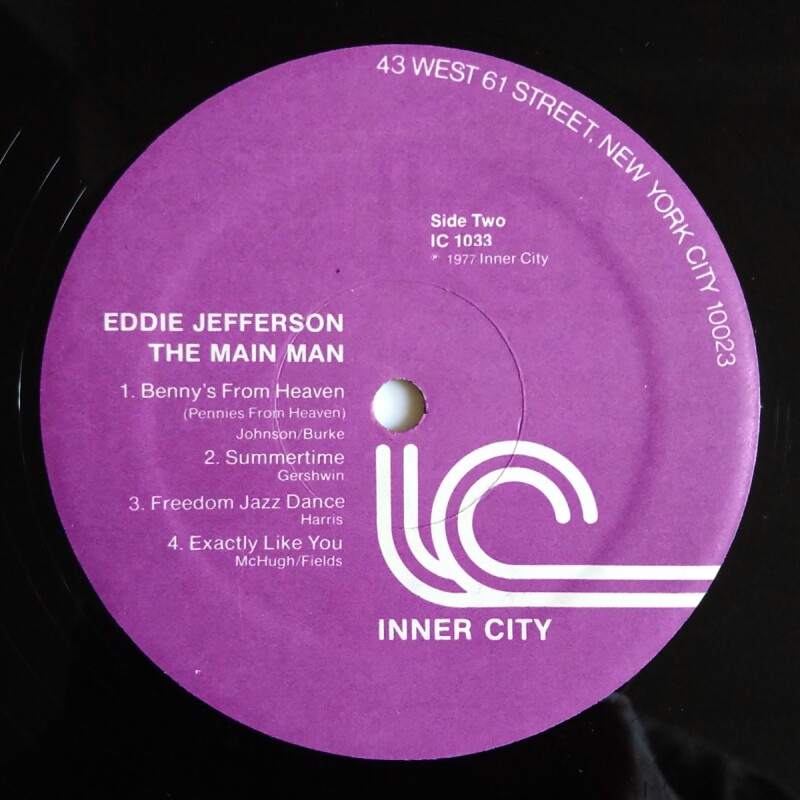 43 WEST 61 STREET, NEW YORK CITY 10023
Side Two
IC 1033
℗ 1977 Inner City
EDDIE JEFFERSON
THE MAIN MAN
1. Benny's From Heaven
(Pennies From Heaven)
Johnson/Burke
2. Summertime
Gershwin
3. Freedom Jazz Dance
Harris
4. Exactly Like You
McHugh/Fields
IC
INNER CITY